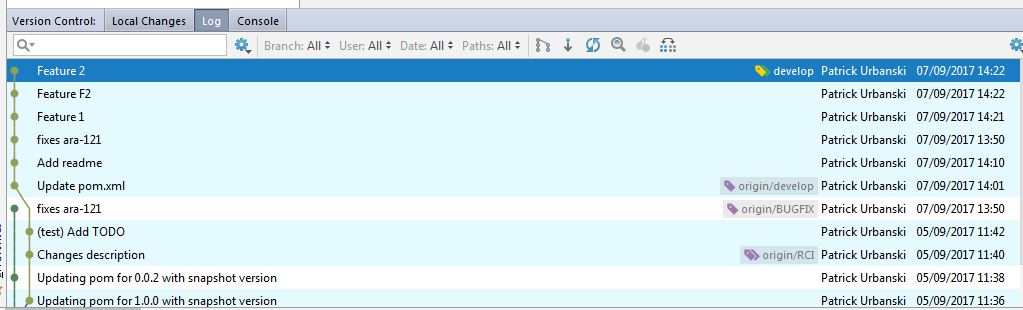 Version Control: Local Changes Log Console
Branch: All User: All Date: All Paths: All
Feature 2 develop Patrick Urbanski 07/09/2017 14:22
Feature F2 Patrick Urbanski 07/09/2017 14:22
Feature 1 Patrick Urbanski 07/09/2017 14:21
fixes ara-121 Patrick Urbanski 07/09/2017 13:50
Add readme Patrick Urbanski 07/09/2017 14:10
Update pom.xml origin/develop Patrick Urbanski 07/09/2017 14:01
fixes ara-121 origin/BUGFIX Patrick Urbanski 07/09/2017 13:50
(test) Add TODO Patrick Urbanski 05/09/2017 11:42
Changes description origin/RCI Patrick Urbanski 05/09/2017 11:40
Updating pom for 0.0.2 with snapshot version Patrick Urbanski 05/09/2017 11:38
Updating pom for 1.0.0 with snapshot version Patrick Urbanski 05/09/2017 11:36